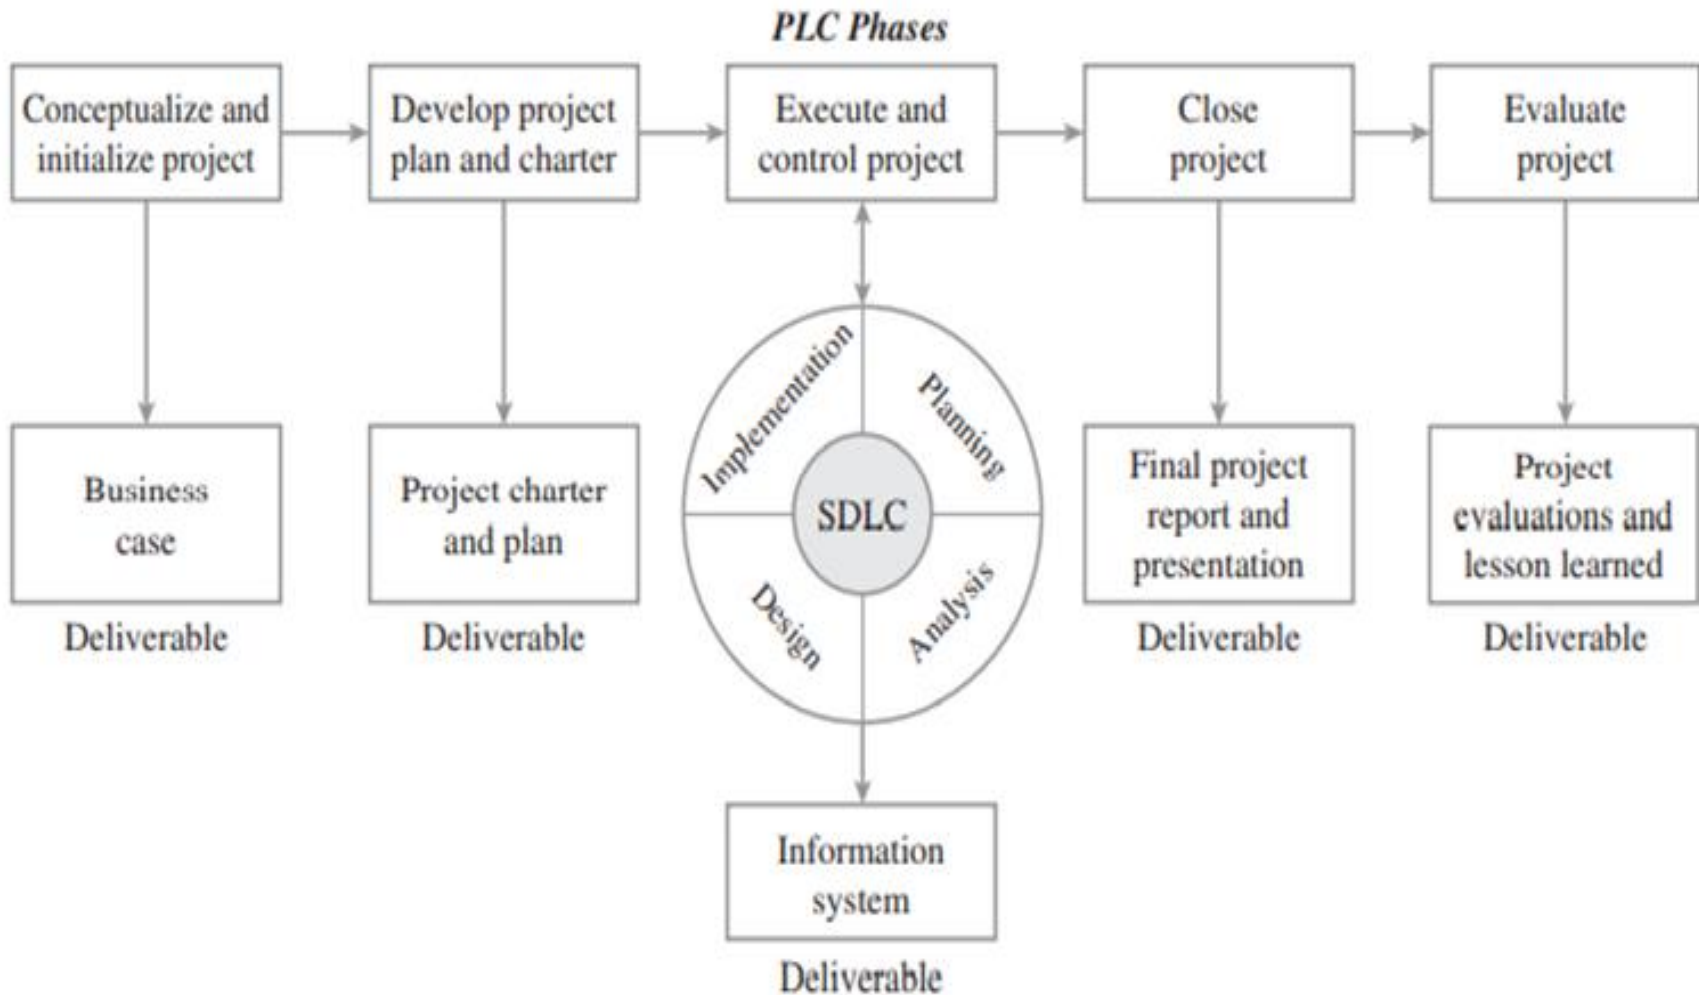 PLC Phases
Conceptualize and
initialize project
Develop project
plan and charter
Execute and
control project
Close
project
Evaluate
project
Implementation
Planning
SDLC
Design
Analysis
Business
case
Deliverable
Project charter
and plan
Deliverable
Final project
report and
presentation
Deliverable
Project
evaluations and
lesson learned
Deliverable
Information
system
Deliverable